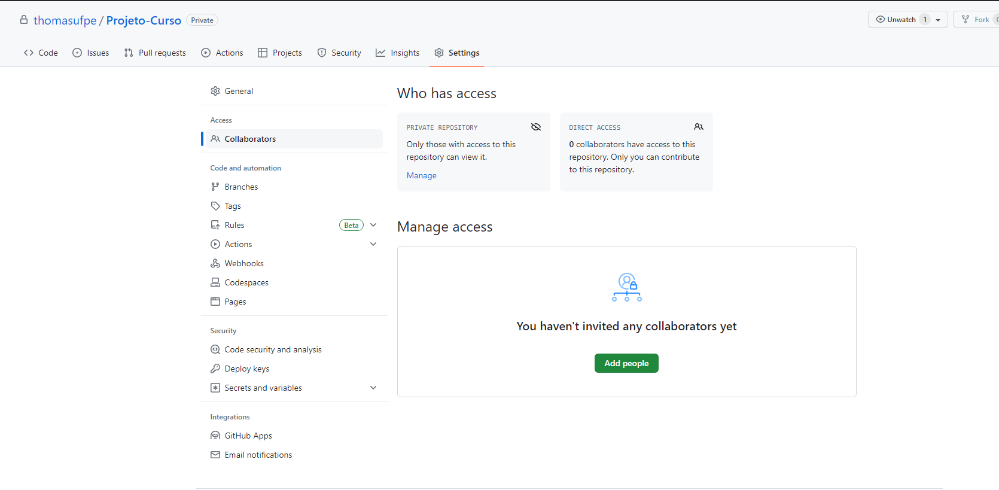 thomasufpe / Projeto-Curso Private
Unwatch 1
Fork
Code Issues Pull requests Actions Projects Security Insights Settings
General
Access
Collaborators
Code and automation
Branches
Tags
Rules Beta
Actions
Webhooks
Codespaces
Pages
Security
Code security and analysis
Deploy keys
Secrets and variables
Integrations
GitHub Apps
Email notifications
Who has access
PRIVATE REPOSITORY
Only those with access to this
repository can view it.
Manage
DIRECT ACCESS
0 collaborators have access to this
repository. Only you can contribute
to this repository.
Manage access
You haven't invited any collaborators yet
Add people